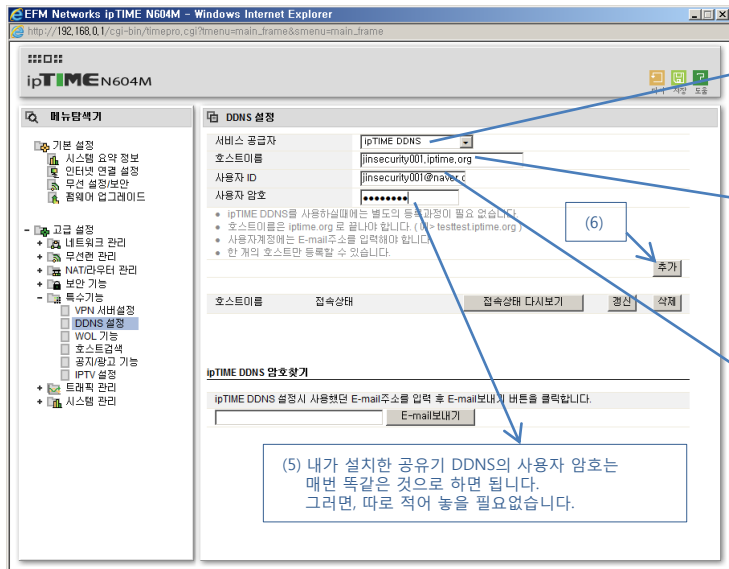 EFM Networks ipTIME N604M - Windows Internet Explorer
http://192,168,0,1/cgi-bin/timepro,cgi?tmenu=main_frame&smenu=main_frame
ipTIME N604M
저장 도움
메뉴탐색기
기본 설정
시스템 요약 정보
인터넷 연결 설정
무선 설정/보안
펌웨어 업그레이드
고급 설정
네트워크 관리
무선랜 관리
NAT/라우터 관리
보안 기능
특수기능
VPN 서버설정
DDNS 설정
WOL 기능
호스트검색
공지/광고 기능
IPTV 설정
트래픽 관리
시스템 관리
DDNS 설정
서비스 공급자 ipTIME DDNS
호스트이름 jinsecurity001,iptime,org
사용자 ID jinsecurity001@naver,c
사용자 암호 ••••••••
• ipTIME DDNS를 사용하실때에는 별도의 등록과정이 필요 없습니다.
• 호스트이름은 iptime.org 로 끝나야 합니다. ( 예> testtest.iptime.org )
• 사용자계정에는 E-mail주소를 입력해야 합니다.
• 한 개의 호스트만 등록할 수 있습니다.
(6)
추가
호스트이름 접속상태 접속상태 다시보기 갱신 삭제
ipTIME DDNS 암호찾기
ipTIME DDNS 설정시 사용했던 E-mail주소를 입력 후 E-mail보내기 버튼을 클릭합니다.
E-mail보내기
(5) 내가 설치한 공유기 DDNS의 사용자 암호는
매번 똑같은 것으로 하면 됩니다.
그러면, 따로 적어 놓을 필요없습니다.